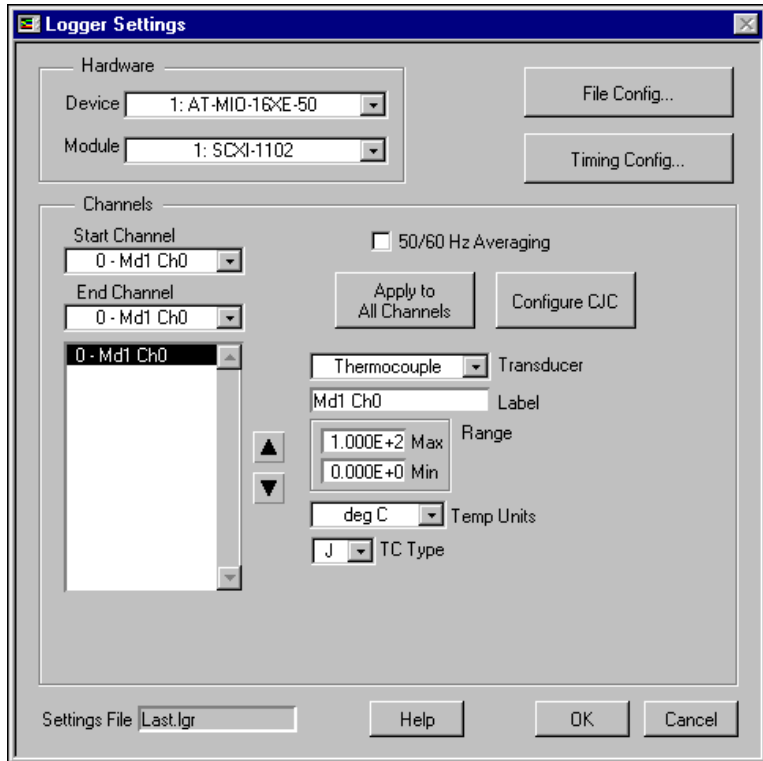 Logger Settings
Hardware
Device 1: AT-MIO-16XE-50
Module 1: SCXI-1102
File Config...
Timing Config...
Channels
Start Channel
0 - Md1 Ch0
End Channel
0 - Md1 Ch0
0 - Md1 Ch0
50/60 Hz Averaging
Apply to
All Channels
Configure CJC
Thermocouple Transducer
Md1 Ch0 Label
Range
1.000E+2 Max
0.000E+0 Min
deg C Temp Units
J TC Type
Settings File Last.lgr
Help
OK
Cancel